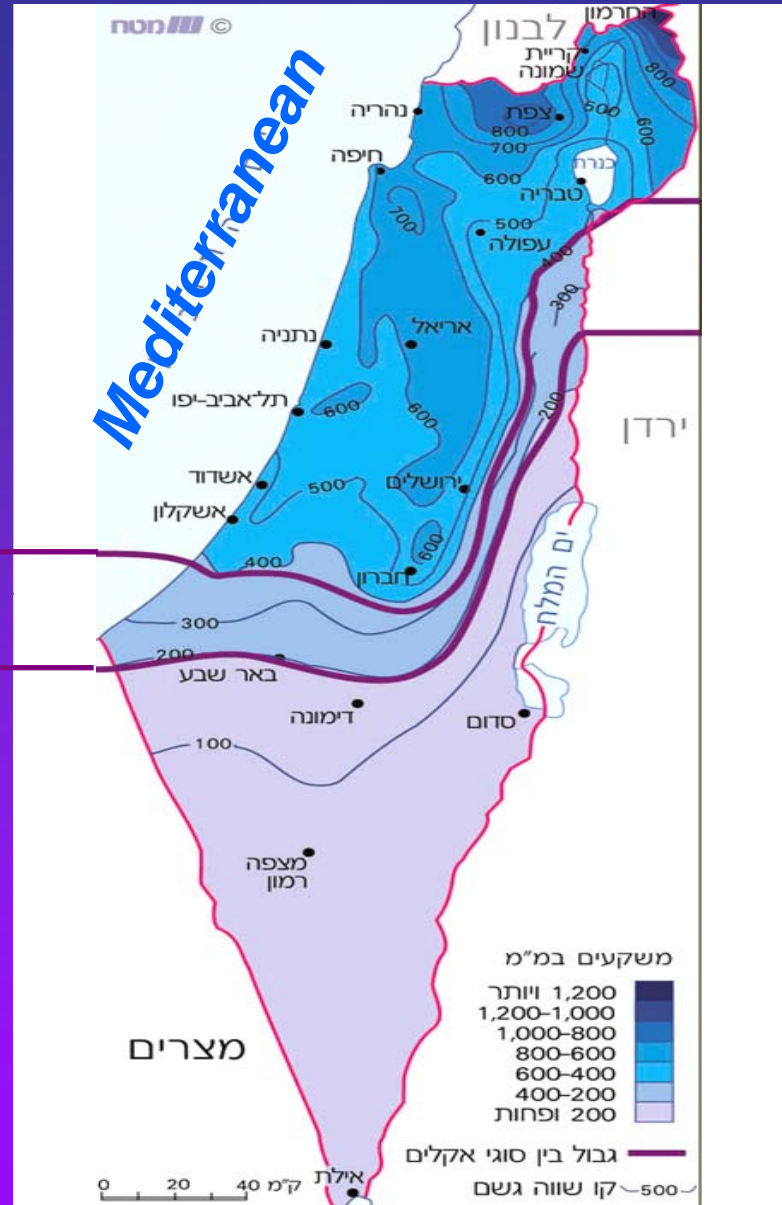 © מטח
לבנון
החרמון
קריית
שמונה
Mediterranean
נהריה
צפת
800
500
600
800
700
חיפה
600
כנרת
טבריה
700
500
עפולה
400
300
נתניה
אריאל
תל־אביב-יפו
600
600
200
ירדן
אשדוד
500
ירושלים
אשקלון
600
400
חברון
ים המלח
300
200
באר שבע
דימונה
סדום
100
מצפה
רמון
מצרים
משקעים במ"מ
1,200 ויותר
1,200-1,000
1,000-800
800-600
600-400
400-200
200 ופחות
גבול בין סוגי אקלים
קו שווה גשם 500
אילת
0 20 40 ק"מ